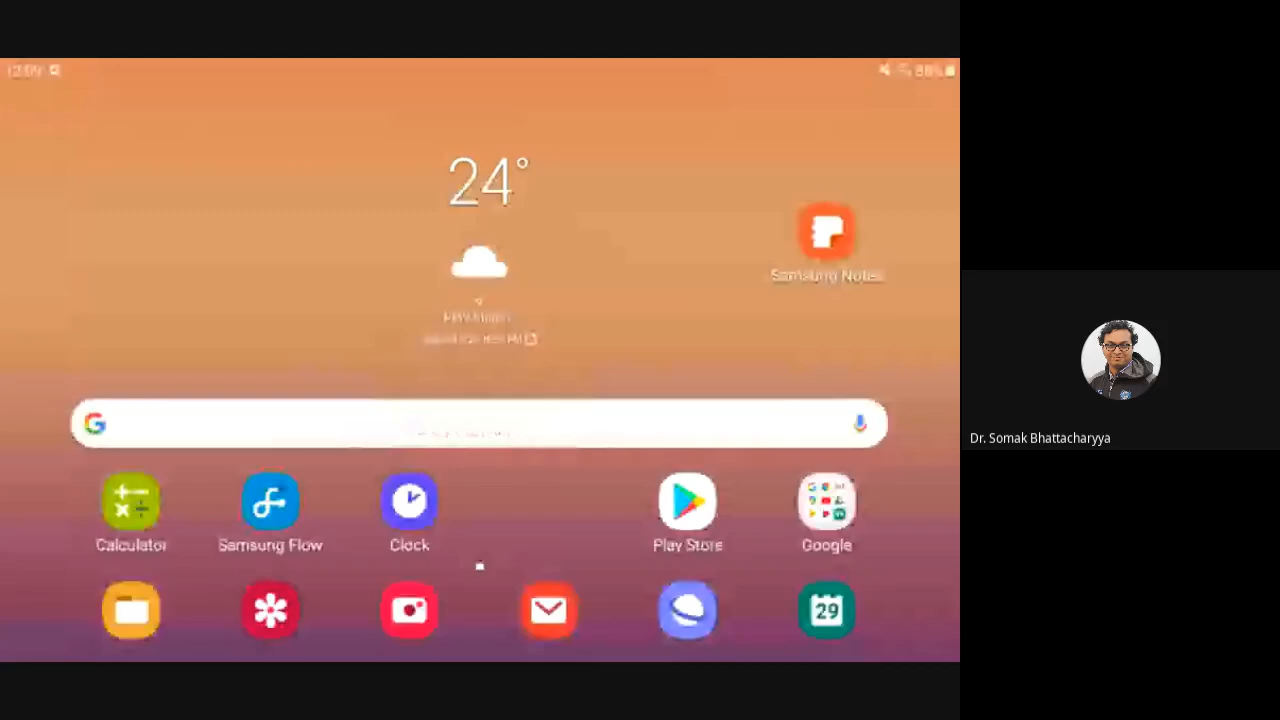 24°
Samsung Notes
Calculator
Samsung Flow
Clock
Play Store
Google
29
Dr. Somak Bhattacharyya